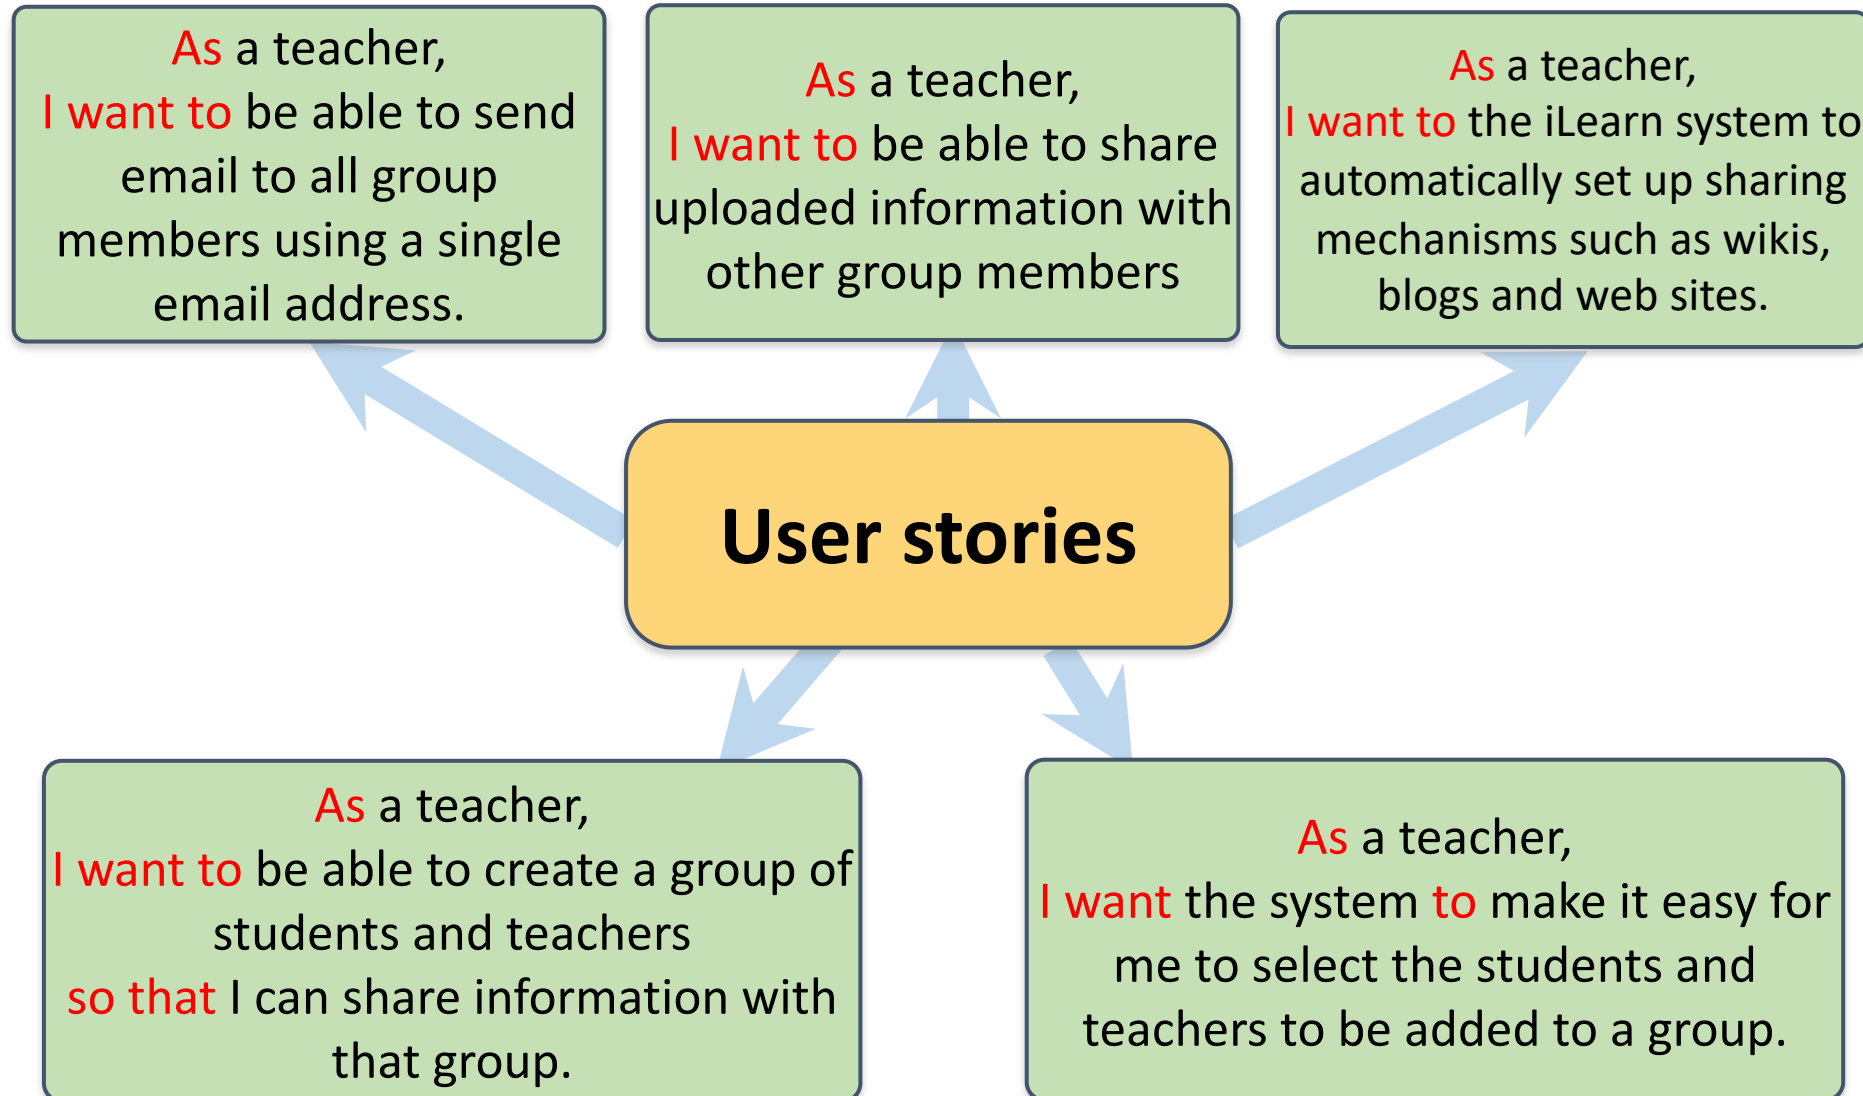 As a teacher,
I want to be able to send
email to all group
members using a single
email address.
As a teacher,
I want to be able to share
uploaded information with
other group members
As a teacher,
I want to the iLearn system to
automatically set up sharing
mechanisms such as wikis,
blogs and web sites.
User stories
As a teacher,
I want to be able to create a group of
students and teachers
so that I can share information with
that group.
As a teacher,
I want the system to make it easy for
me to select the students and
teachers to be added to a group.